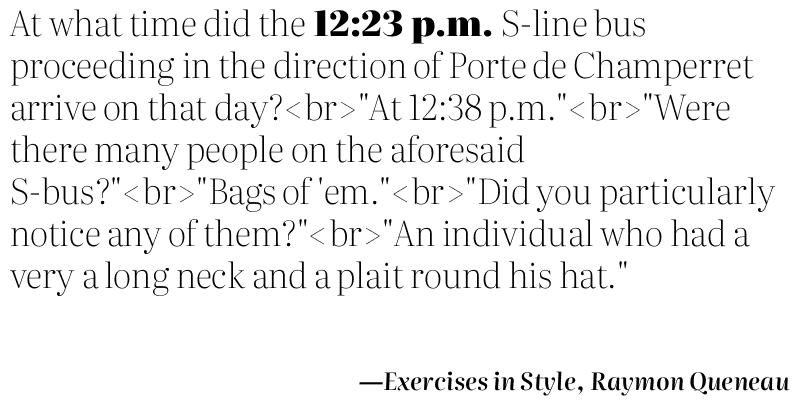 At what time did the 12:23 p.m. S-line bus
proceeding in the direction of Porte de Champerret
arrive on that day?<br>"At 12:38 p.m."<br>"Were
there many people on the aforesaid
S-bus?"<br>"Bags of 'em."<br>"Did you particularly
notice any of them?"<br>"An individual who had a
very a long neck and a plait round his hat."
—Exercises in Style, Raymon Queneau